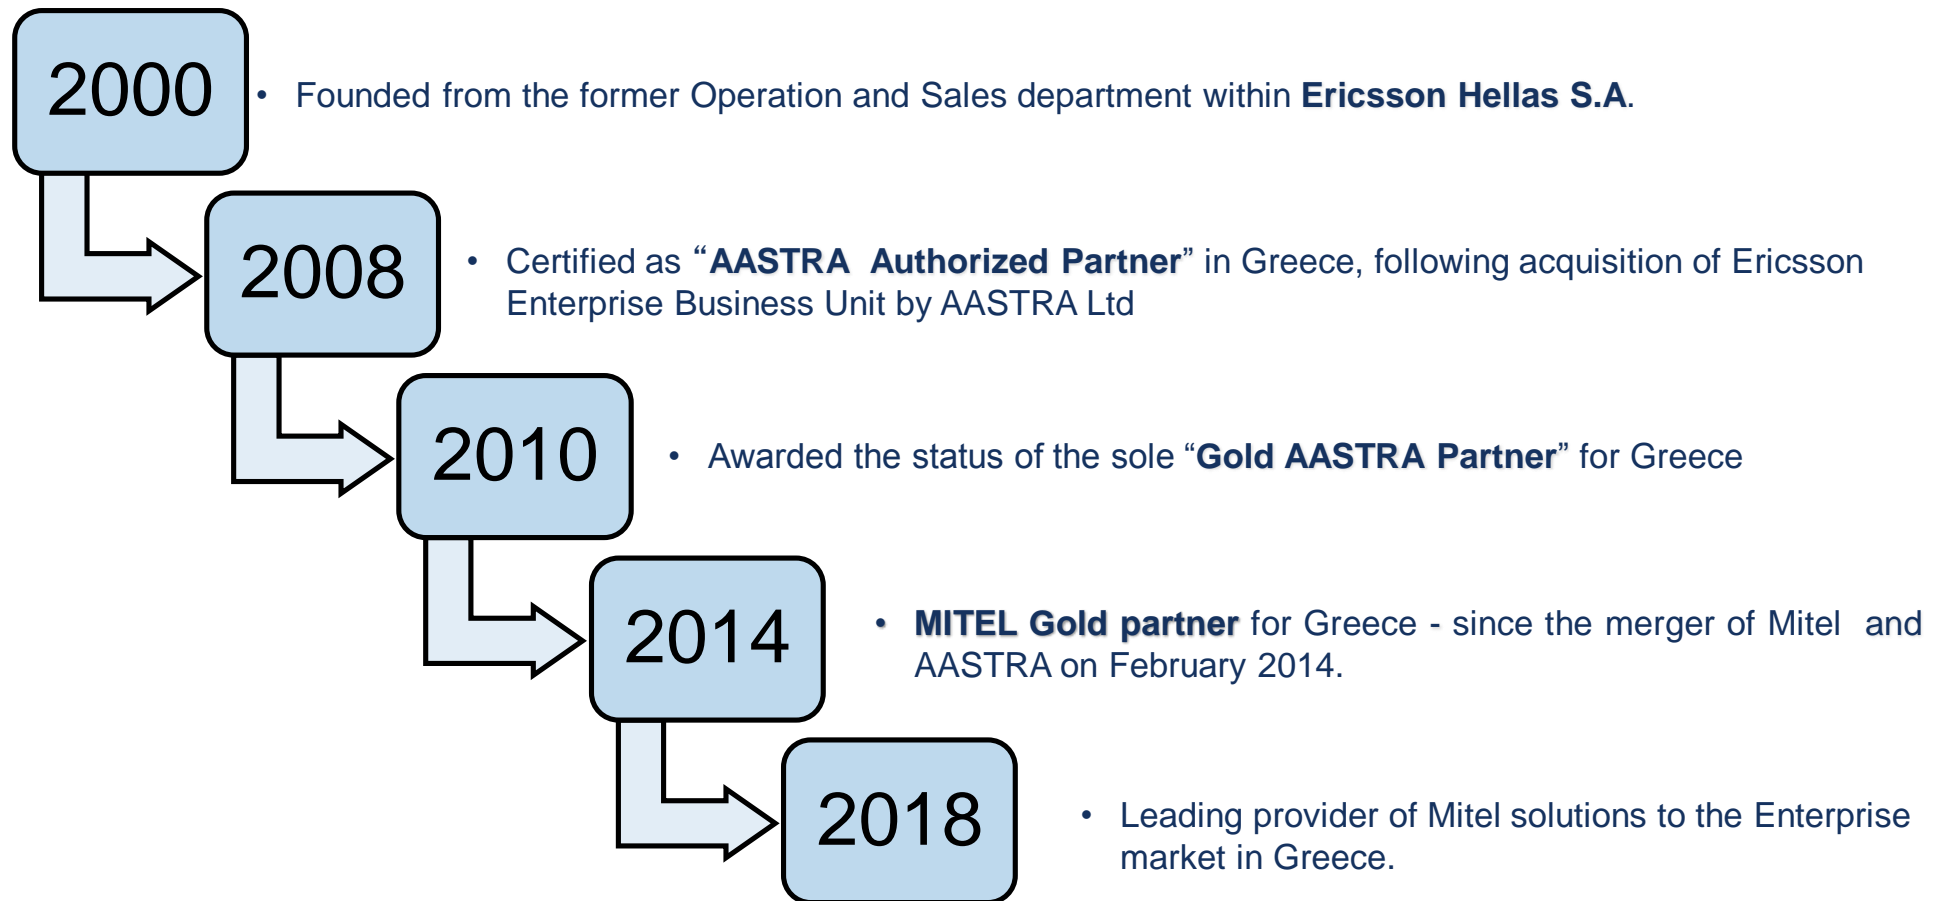 2000
• Founded from the former Operation and Sales department within Ericsson Hellas S.A.
2008
• Certified as “AASTRA Authorized Partner” in Greece, following acquisition of Ericsson
Enterprise Business Unit by AASTRA Ltd
2010
• Awarded the status of the sole “Gold AASTRA Partner” for Greece
2014
• MITEL Gold partner for Greece - since the merger of Mitel and
AASTRA on February 2014.
2018
• Leading provider of Mitel solutions to the Enterprise
market in Greece.